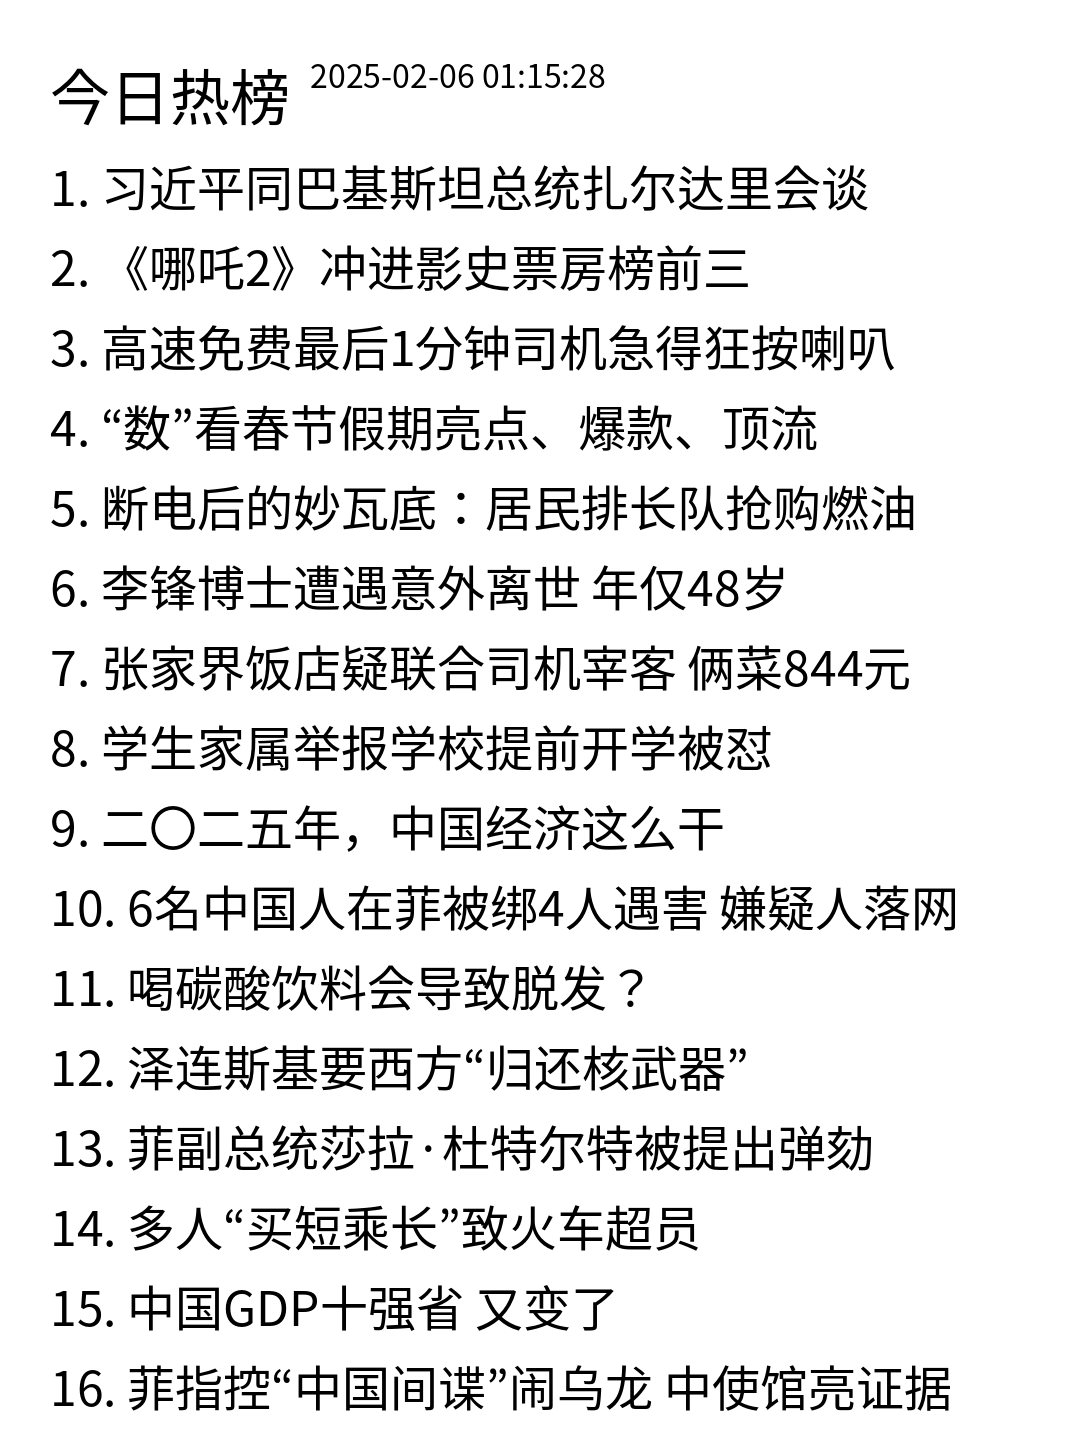 今日热榜 2025-02-06 01:15:28
1. 习近平同巴基斯坦总统扎尔达里会谈
2. 《哪吒2》冲进影史票房榜前三
3. 高速免费最后1分钟司机急得狂按喇叭
4. “数”看春节假期亮点、爆款、顶流
5. 断电后的妙瓦底：居民排长队抢购燃油
6. 李锋博士遭遇意外离世 年仅48岁
7. 张家界饭店疑联合司机宰客 俩菜844元
8. 学生家属举报学校提前开学被怼
9. 二〇二五年，中国经济这么干
10. 6名中国人在菲被绑4人遇害 嫌疑人落网
11. 喝碳酸饮料会导致脱发？
12. 泽连斯基要西方“归还核武器”
13. 菲副总统莎拉·杜特尔特被提出弹劾
14. 多人“买短乘长”致火车超员
15. 中国GDP十强省 又变了
16. 菲指控“中国间谍”闹乌龙 中使馆亮证据